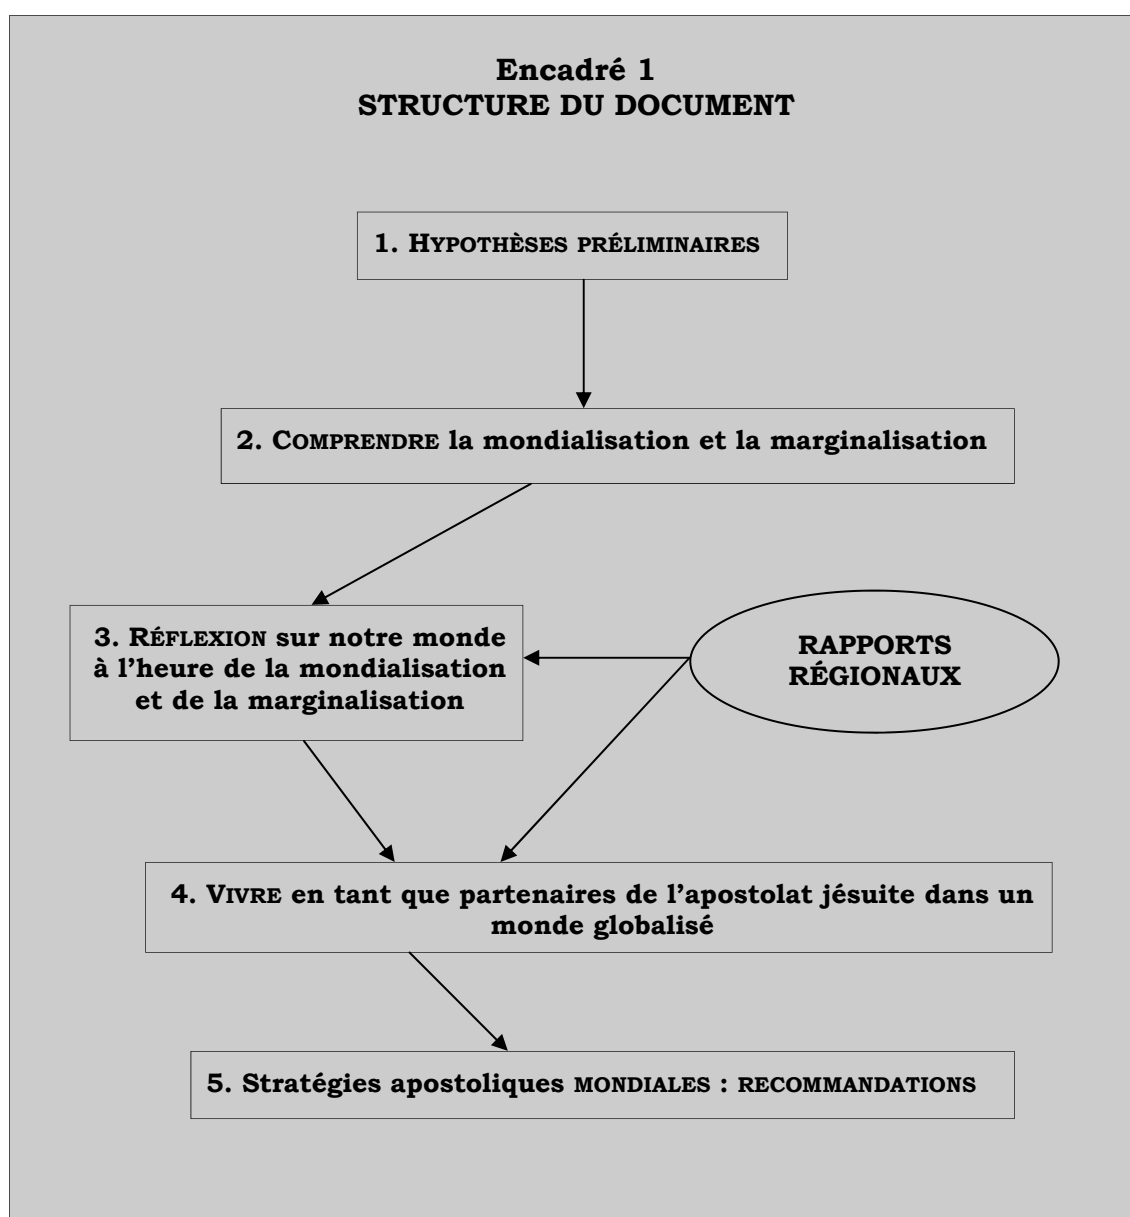 Encadré 1
STRUCTURE DU DOCUMENT
1. HYPOTHÈSES PRÉLIMINAIRES
2. COMPRENDRE la mondialisation et la marginalisation
3. RÉFLEXION sur notre monde
à l’heure de la mondialisation
et de la marginalisation
RAPPORTS
RÉGIONAUX
4. VIVRE en tant que partenaires de l’apostolat jésuite dans un
monde globalisé
5. Stratégies apostoliques MONDIALES : RECOMMANDATIONS